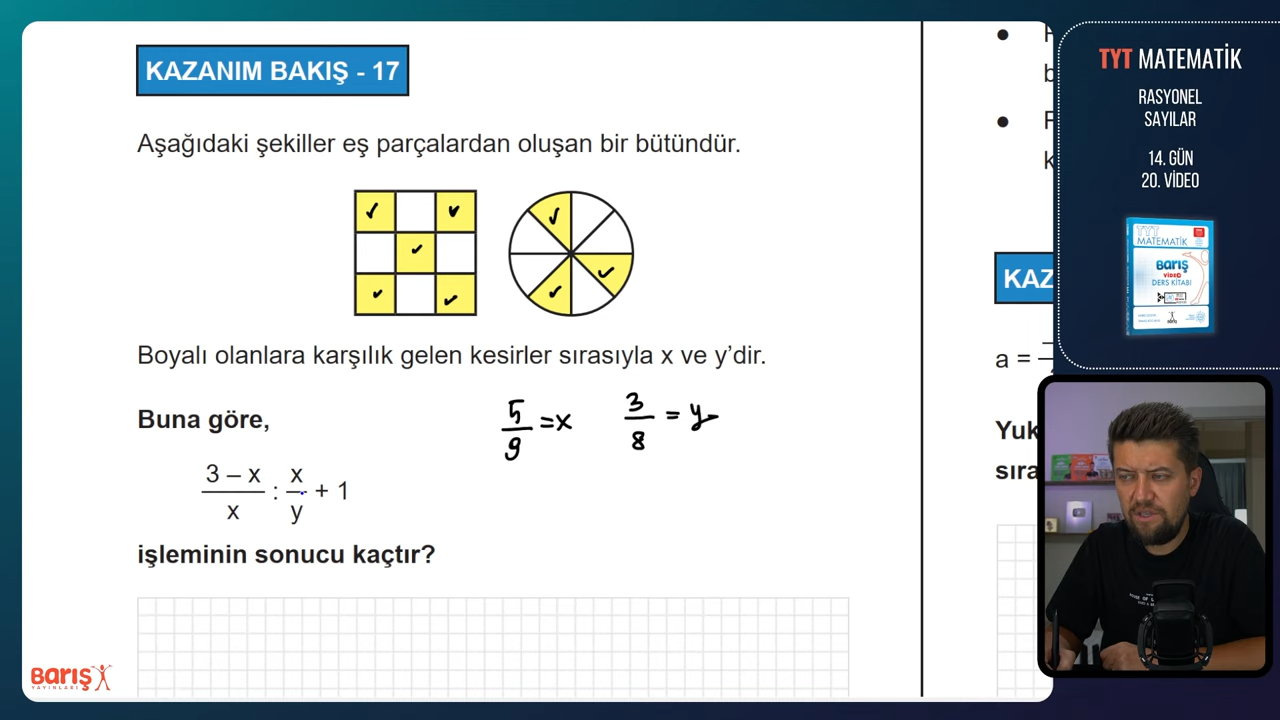 KAZANIM BAKIŞ - 17
Aşağıdaki şekiller eş parçalardan oluşan bir bütündür.
Boyalı olanlara karşılık gelen kesirler sırasıyla x ve y’dir.
Buna göre,
5/9 = x
3/8 = y
(3 – x)/x : x/y + 1
işleminin sonucu kaçtır?
BARIŞ
YAYINLARI
KAZ
a =
Yuk
sıra
TYT MATEMATİK
RASYONEL
SAYILAR
14. GÜN
20. VİDEO
TYT
MATEMATİK
BARIŞ
VİDEO
DERS KİTABI